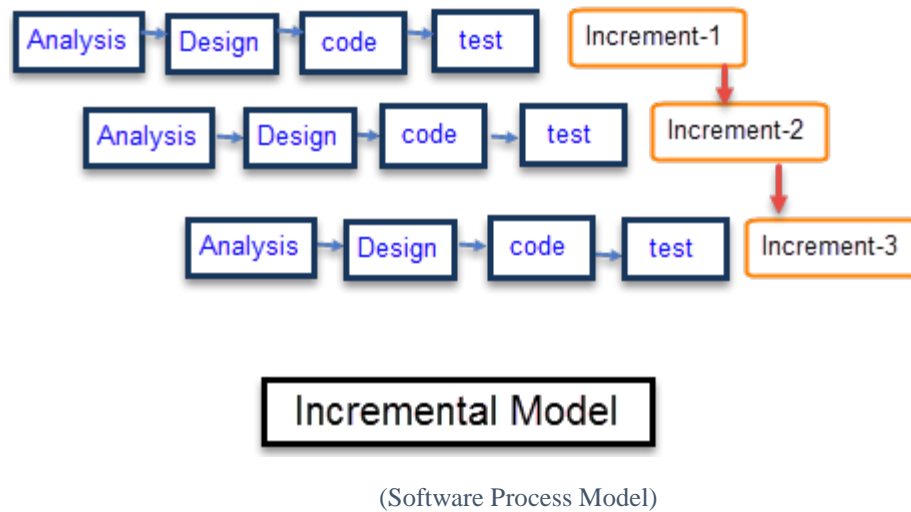 Analysis Design code test Increment-1
Analysis Design code test Increment-2
Analysis Design code test Increment-3
Incremental Model
(Software Process Model)